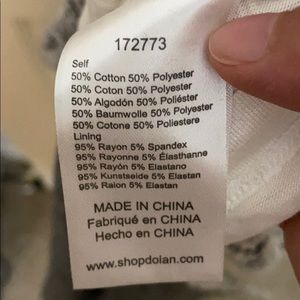 172773
Self
50% Cotton 50% Polyester
50% Coton 50% Polyester
50% Algodón 50% Poliéster
50% Baumwolle 50% Polyester
50% Cotone 50% Poliestere
Lining
95% Rayon 5% Spandex
95% Rayonne 5% Élasthanne
95% Rayón 5% Elastano
95% Kunstseide 5% Elastan
95% Raion 5% Elastan
MADE IN CHINA
Fabriqué en CHINA
Hecho en CHINA
www.shopdolan.com